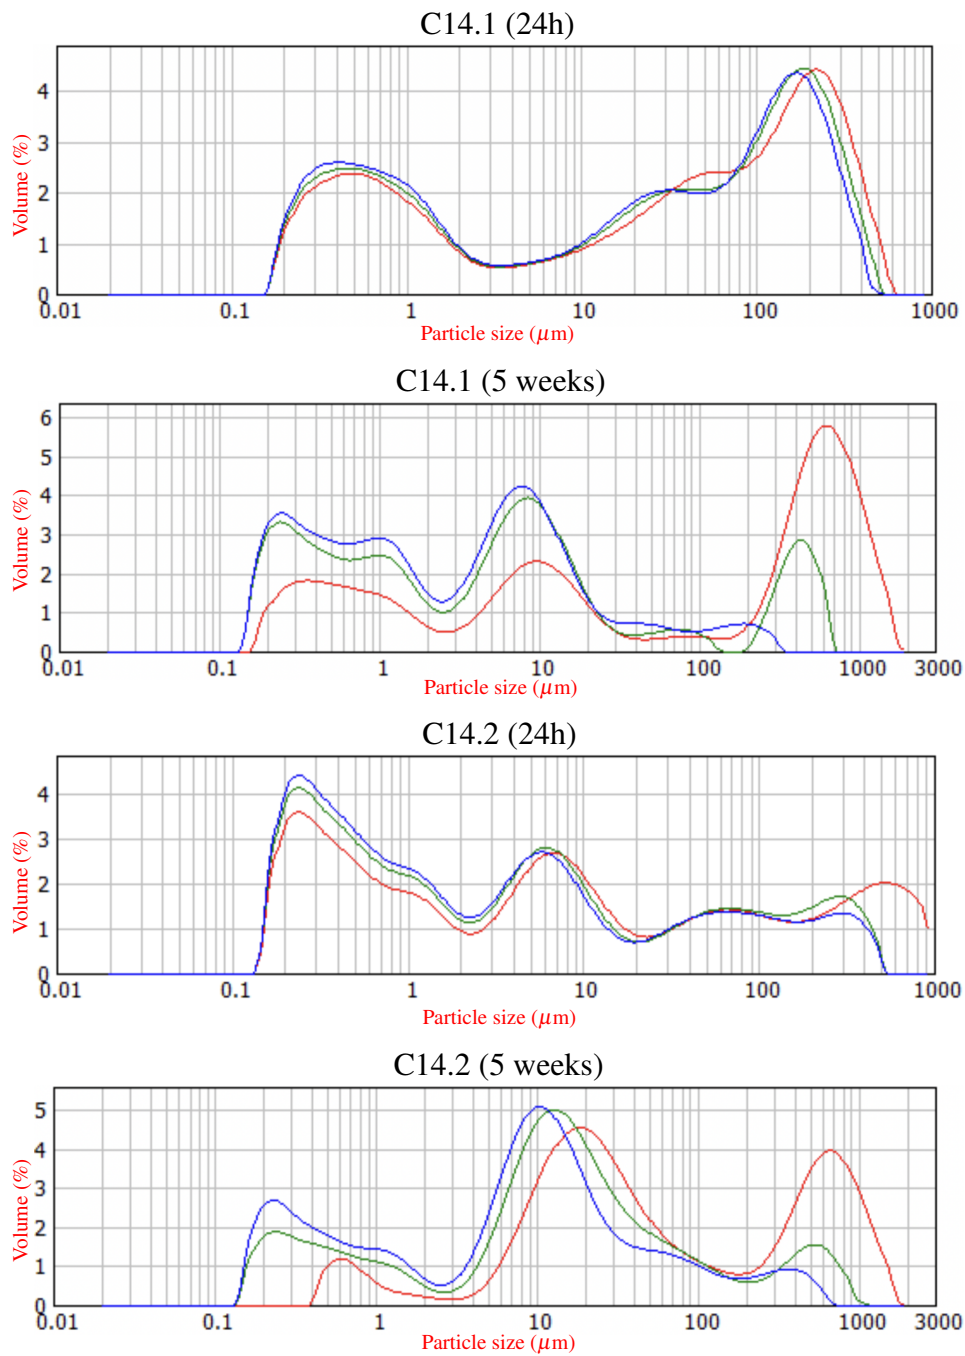 C14.1 (24h)
Volume (%)
4
3
2
1
0
0.01 0.1 1 10 100 1000
Particle size (μm)
C14.1 (5 weeks)
Volume (%)
6
5
4
3
2
1
0
0.01 0.1 1 10 100 1000 3000
Particle size (μm)
C14.2 (24h)
Volume (%)
4
3
2
1
0
0.01 0.1 1 10 100 1000
Particle size (μm)
C14.2 (5 weeks)
Volume (%)
5
4
3
2
1
0
0.01 0.1 1 10 100 1000 3000
Particle size (μm)